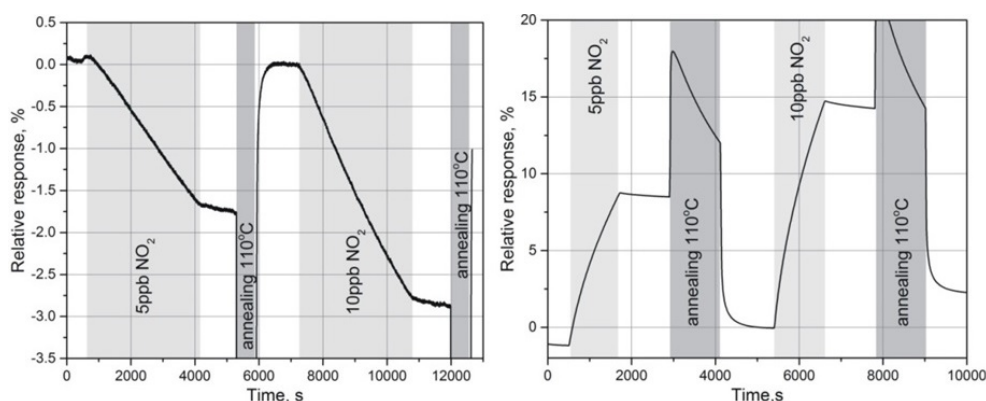 0.5
0.0
-0.5
-1.0
-1.5
-2.0
-2.5
-3.0
-3.5
Relative response, %
0
2000
4000
6000
8000
10000
12000
Time, s
5ppb NO₂
annealing 110°C
10ppb NO₂
annealing 110°C
20
15
10
5
0
Relative response, %
0
2000
4000
6000
8000
10000
Time,s
5ppb NO₂
annealing 110°C
10ppb NO₂
annealing 110°C